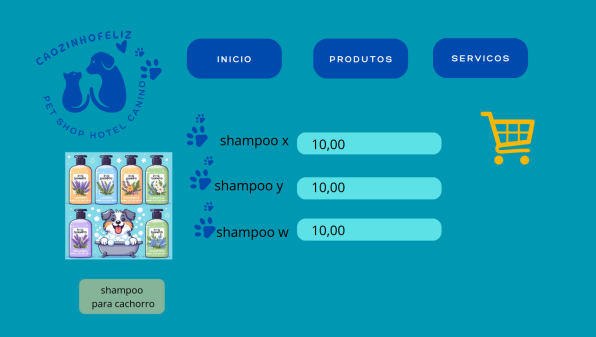 CAOZINHOFELIZ
PET SHOP HOTEL CANINO
INICIO
PRODUTOS
SERVICOS
shampoo x
10,00
shampoo y
10,00
shampoo w
10,00
shampoo
para cachorro